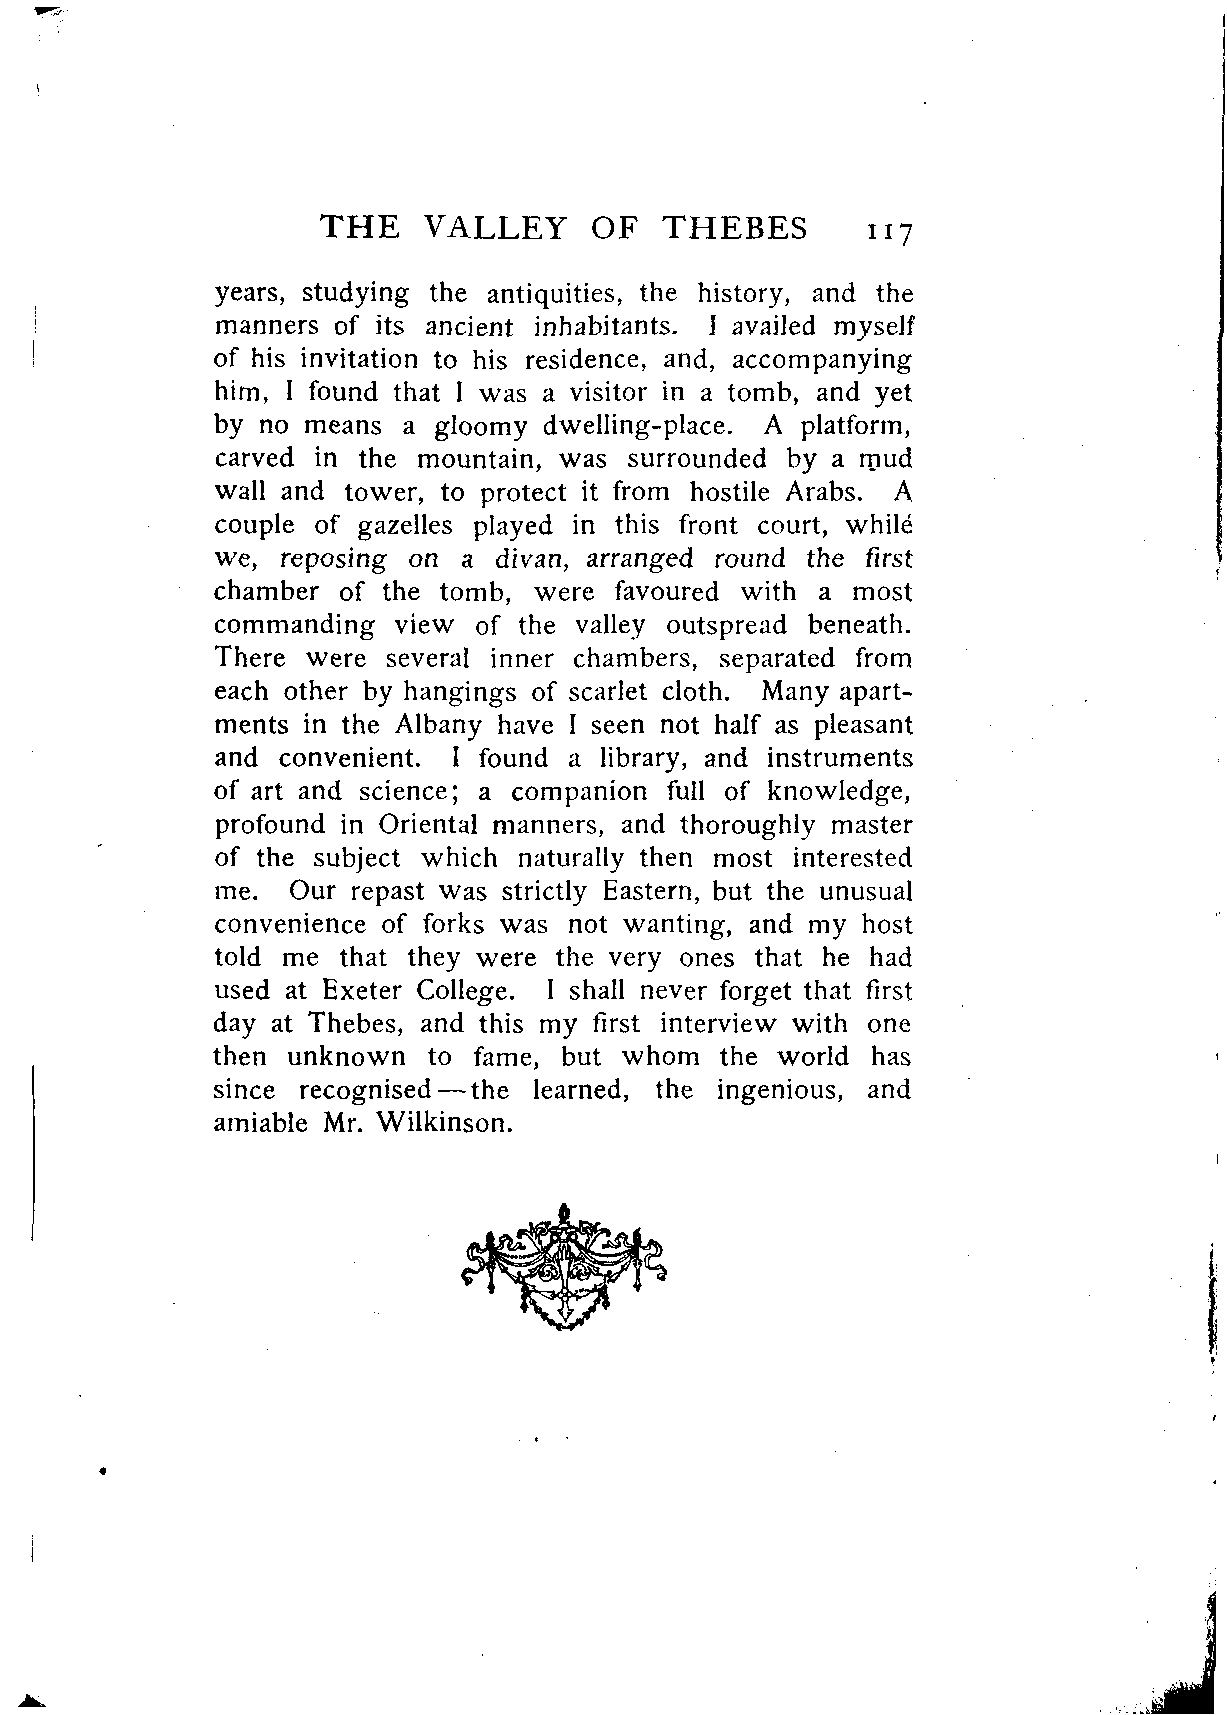 THE VALLEY OF THEBES 117
years, studying the antiquities, the history, and the
manners of its ancient inhabitants. I availed myself
of his invitation to his residence, and, accompanying
him, I found that I was a visitor in a tomb, and yet
by no means a gloomy dwelling-place. A platform,
carved in the mountain, was surrounded by a mud
wall and tower, to protect it from hostile Arabs. A
couple of gazelles played in this front court, while
we, reposing on a divan, arranged round the first
chamber of the tomb, were favoured with a most
commanding view of the valley outspread beneath.
There were several inner chambers, separated from
each other by hangings of scarlet cloth. Many apart-
ments in the Albany have I seen not half as pleasant
and convenient. I found a library, and instruments
of art and science; a companion full of knowledge,
profound in Oriental manners, and thoroughly master
of the subject which naturally then most interested
me. Our repast was strictly Eastern, but the unusual
convenience of forks was not wanting, and my host
told me that they were the very ones that he had
used at Exeter College. I shall never forget that first
day at Thebes, and this my first interview with one
then unknown to fame, but whom the world has
since recognised—the learned, the ingenious, and
amiable Mr. Wilkinson.